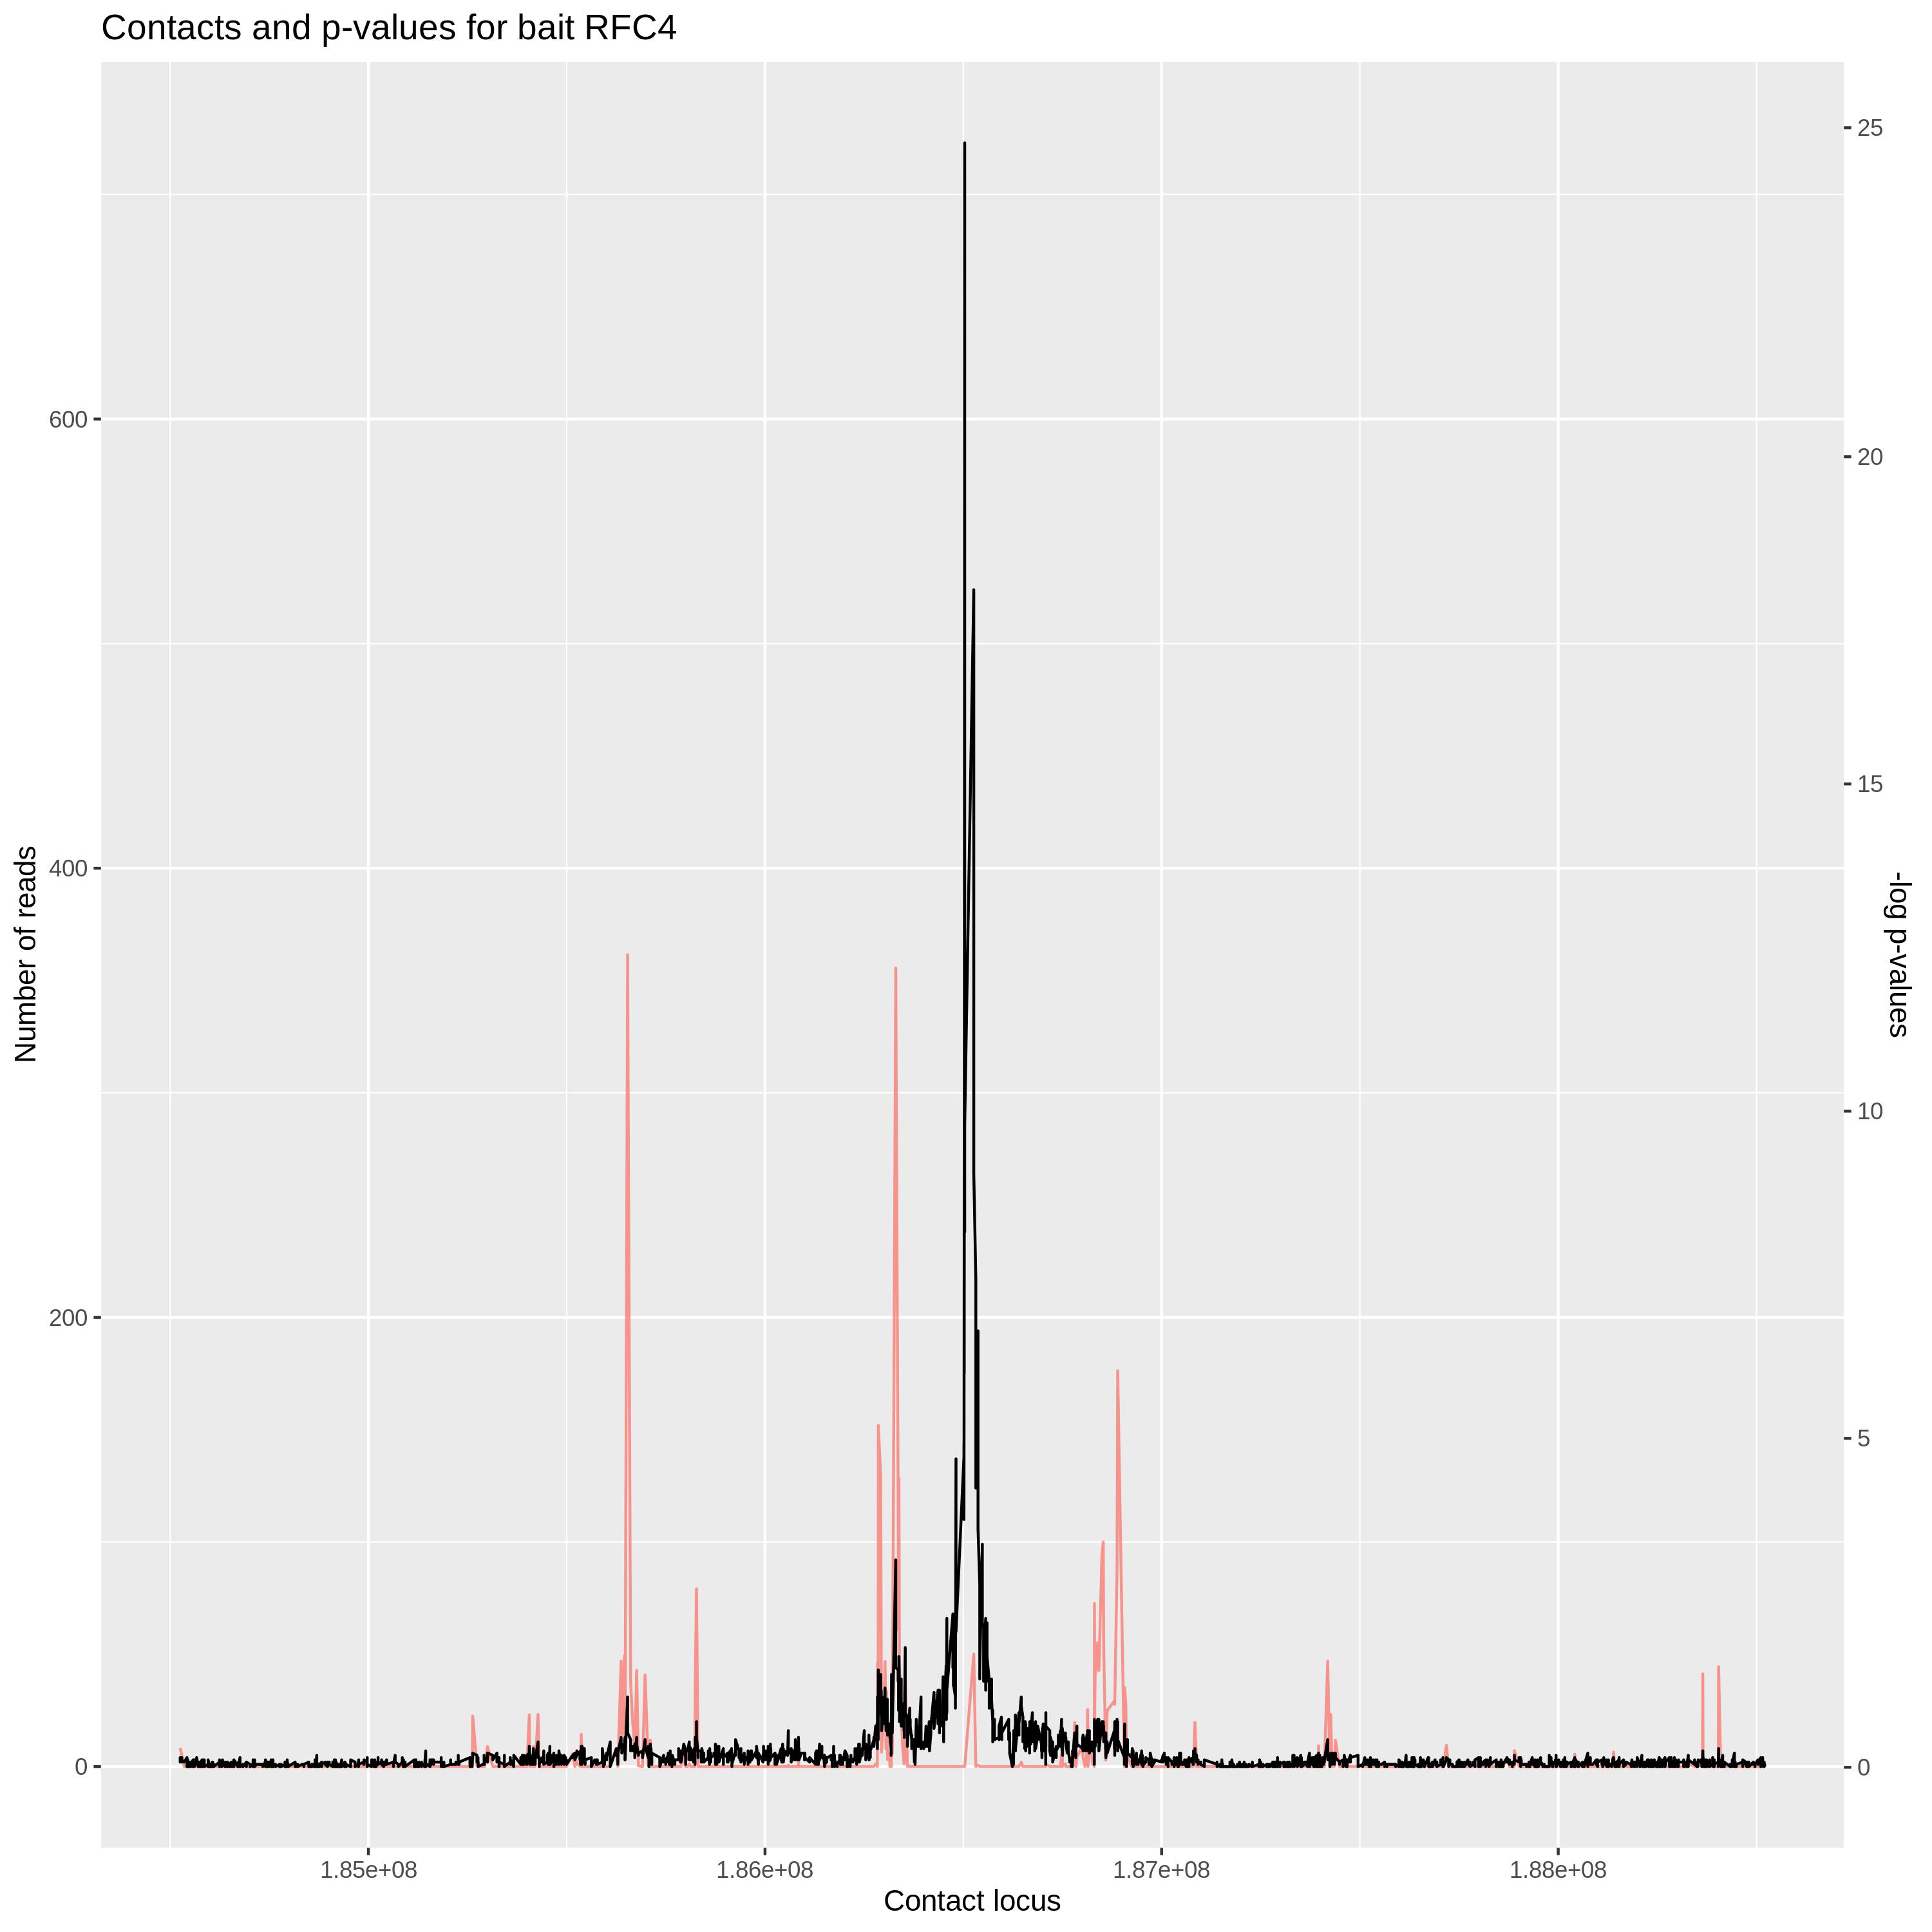 Contacts and p-values for bait RFC4
600
400
200
0
Number of reads
25
20
15
10
5
0
-log p-values
1.85e+08
1.86e+08
1.87e+08
1.88e+08
Contact locus